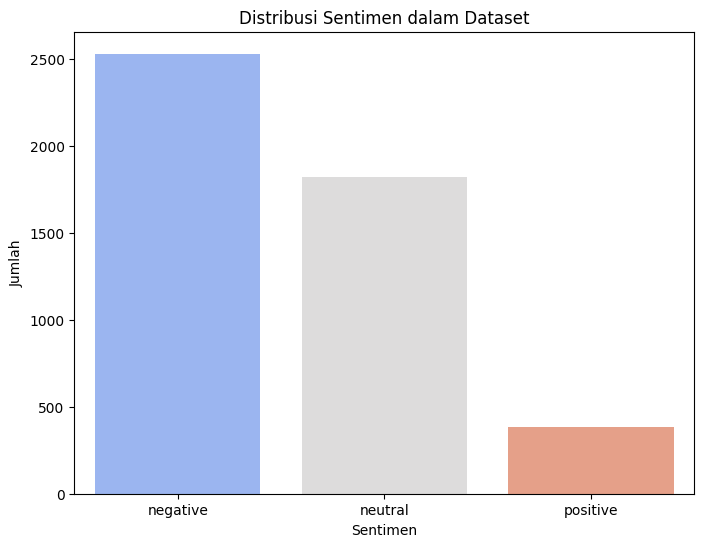 Distribusi Sentimen dalam Dataset
2500
2000
1500
1000
500
0
Jumlah
negative neutral positive
Sentimen